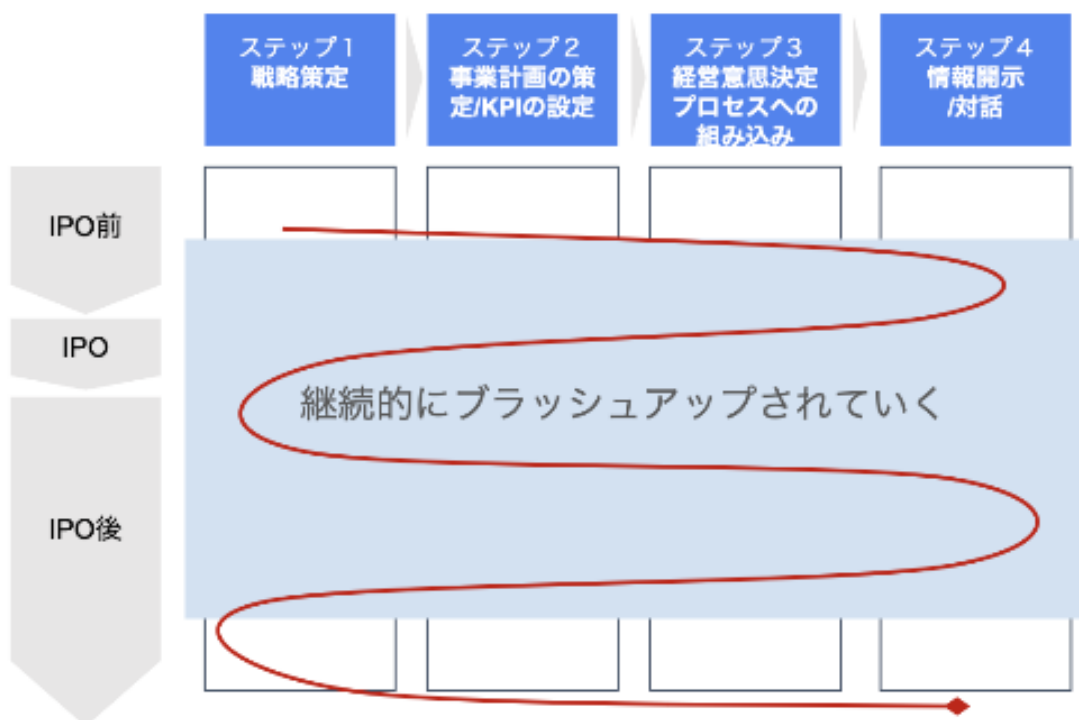 ステップ１
戦略策定
ステップ２
事業計画の策
定/KPIの設定
ステップ３
経営意思決定
プロセスへの
組み込み
ステップ４
情報開示
/対話
IPO前
IPO
継続的にブラッシュアップされていく
IPO後